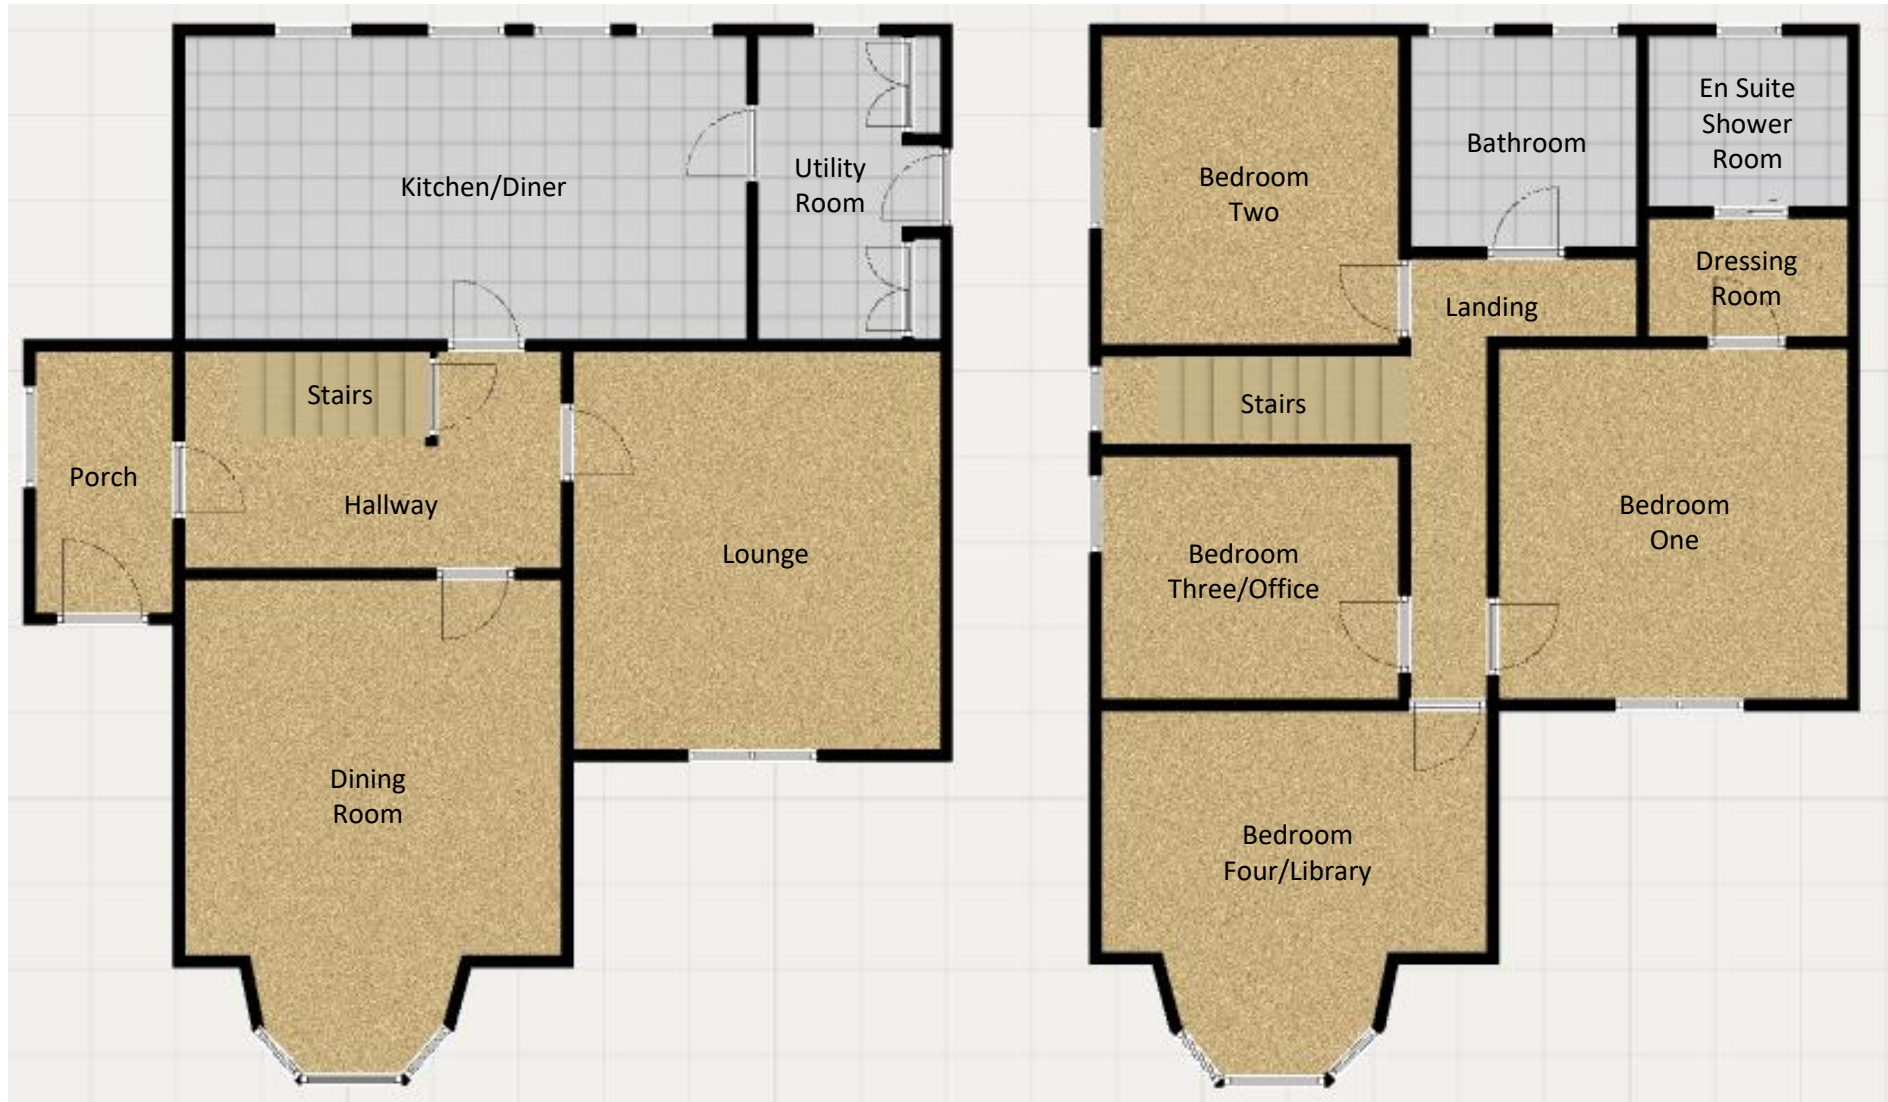 Kitchen/Diner
Utility
Room
Stairs
Porch
Hallway
Lounge
Dining
Room
Bedroom
Two
Bathroom
En Suite
Shower
Room
Dressing
Room
Landing
Stairs
Bedroom
One
Bedroom
Three/Office
Bedroom
Four/Library